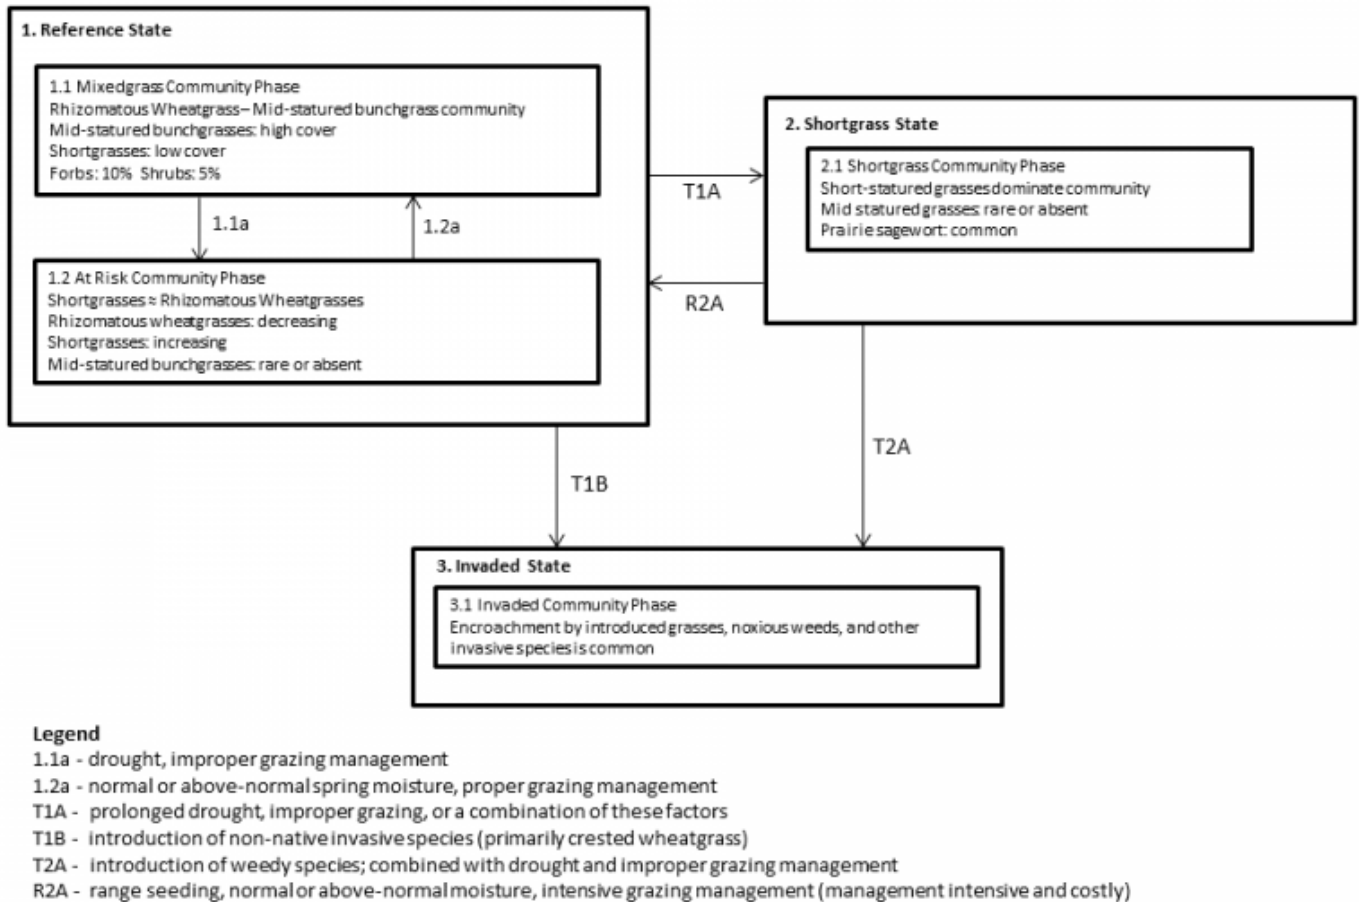 1. Reference State
1.1 Mixedgrass Community Phase
Rhizomatous Wheatgrass– Mid-statured bunchgrass community
Mid-statured bunchgrasses: high cover
Shortgrasses: low cover
Forbs: 10% Shrubs: 5%
1.1a
1.2a
1.2 At Risk Community Phase
Shortgrasses ≈ Rhizomatous Wheatgrasses
Rhizomatous wheatgrasses: decreasing
Shortgrasses: increasing
Mid-statured bunchgrasses: rare or absent
T1A
R2A
2. Shortgrass State
2.1 Shortgrass Community Phase
Short-statured grasses dominate community
Mid statured grasses: rare or absent
Prairie sagewort: common
T1B
T2A
3. Invaded State
3.1 Invaded Community Phase
Encroachment by introduced grasses, noxious weeds, and other
invasive species is common
Legend
1.1a - drought, improper grazing management
1.2a - normal or above-normal spring moisture, proper grazing management
T1A - prolonged drought, improper grazing, or a combination of these factors
T1B - introduction of non-native invasive species (primarily crested wheatgrass)
T2A - introduction of weedy species; combined with drought and improper grazing management
R2A - range seeding, normal or above-normal moisture, intensive grazing management (management intensive and costly)